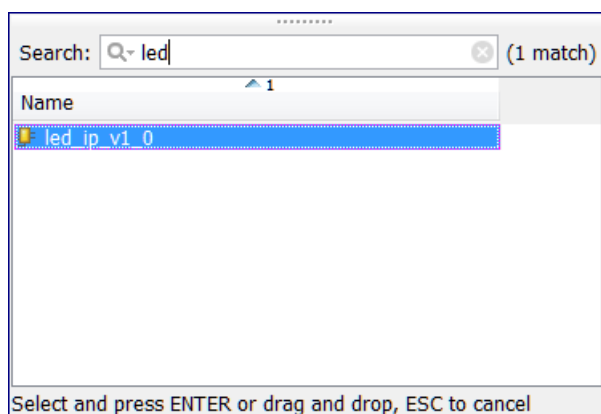 Search: led (1 match)
1
Name
led_ip_v1_0
Select and press ENTER or drag and drop, ESC to cancel